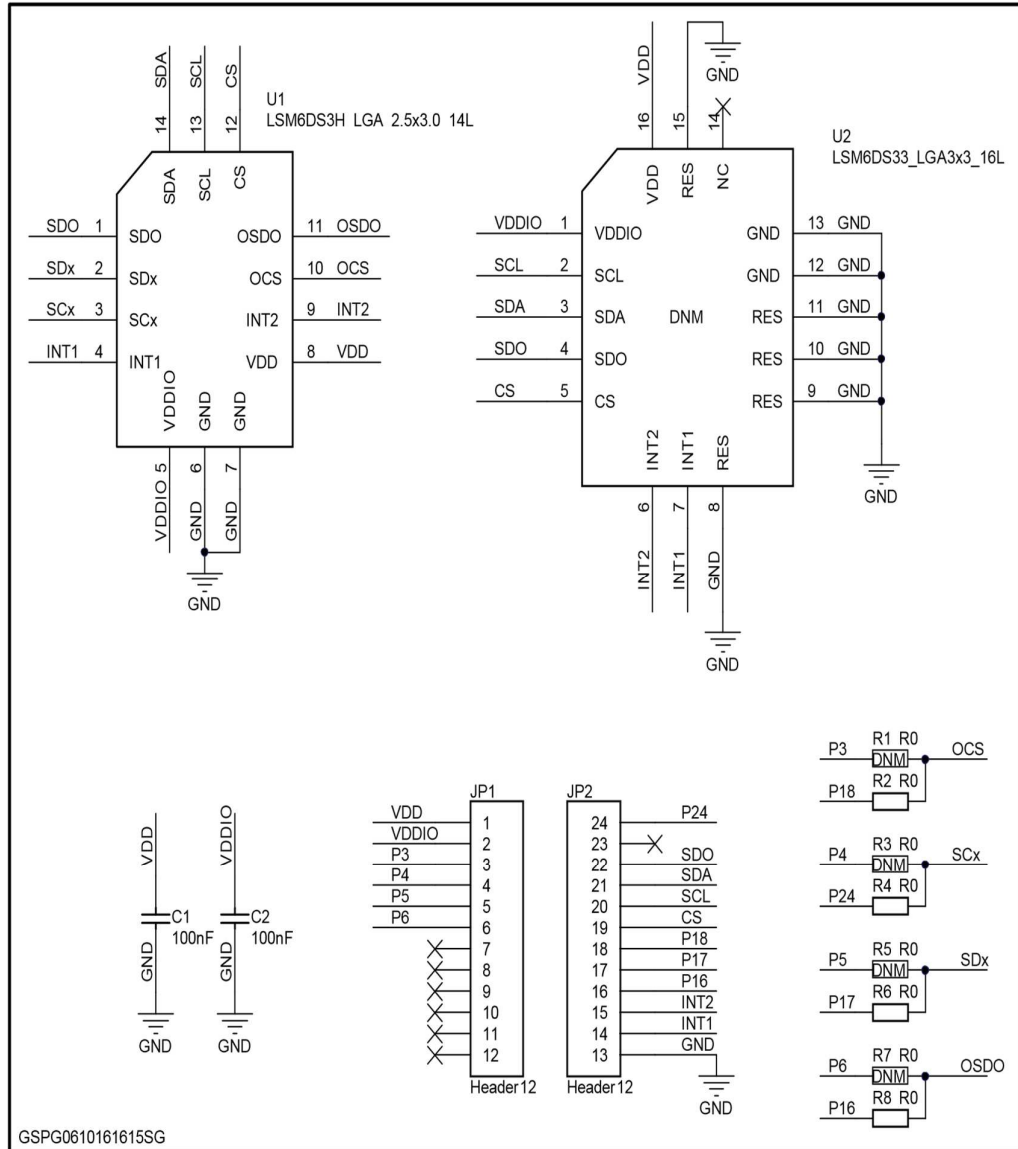 SDA SCL CS
14 13 12
U1
LSM6DS3H LGA 2.5x3.0 14L
SDA SCL CS
SDO 1 SDO OSDO 11 OSDO
SDx 2 SDx OCS 10 OCS
SCx 3 SCx INT2 9 INT2
INT1 4 INT1 VDD 8 VDD
VDDIO GND GND
5 6 7
VDDIO GND GND
GND
VDD
GND
16 15 14
U2
LSM6DS33_LGA3x3_16L
VDD RES NC
VDDIO 1 VDDIO GND 13 GND
SCL 2 SCL GND 12 GND
SDA 3 SDA DNM RES 11 GND
SDO 4 SDO RES 10 GND
CS 5 CS RES 9 GND
INT2 INT1 RES
6 7 8
INT2 INT1 GND
GND
GND
VDD VDDIO
C1 C2
100nF 100nF
GND GND
GND GND
JP1
VDD 1
VDDIO 2
P3 3
P4 4
P5 5
P6 6
7
8
9
10
11
12
Header12
JP2
24 P24
23
22 SDO
21 SDA
20 SCL
19 CS
18 P18
17 P17
16 P16
15 INT2
14 INT1
13 GND
Header12
GND
R1 R0
P3 DNM OCS
R2 R0
P18
R3 R0
P4 DNM SCx
R4 R0
P24
R5 R0
P5 DNM SDx
R6 R0
P17
R7 R0
P6 DNM OSDO
R8 R0
P16
GSPG0610161615SG